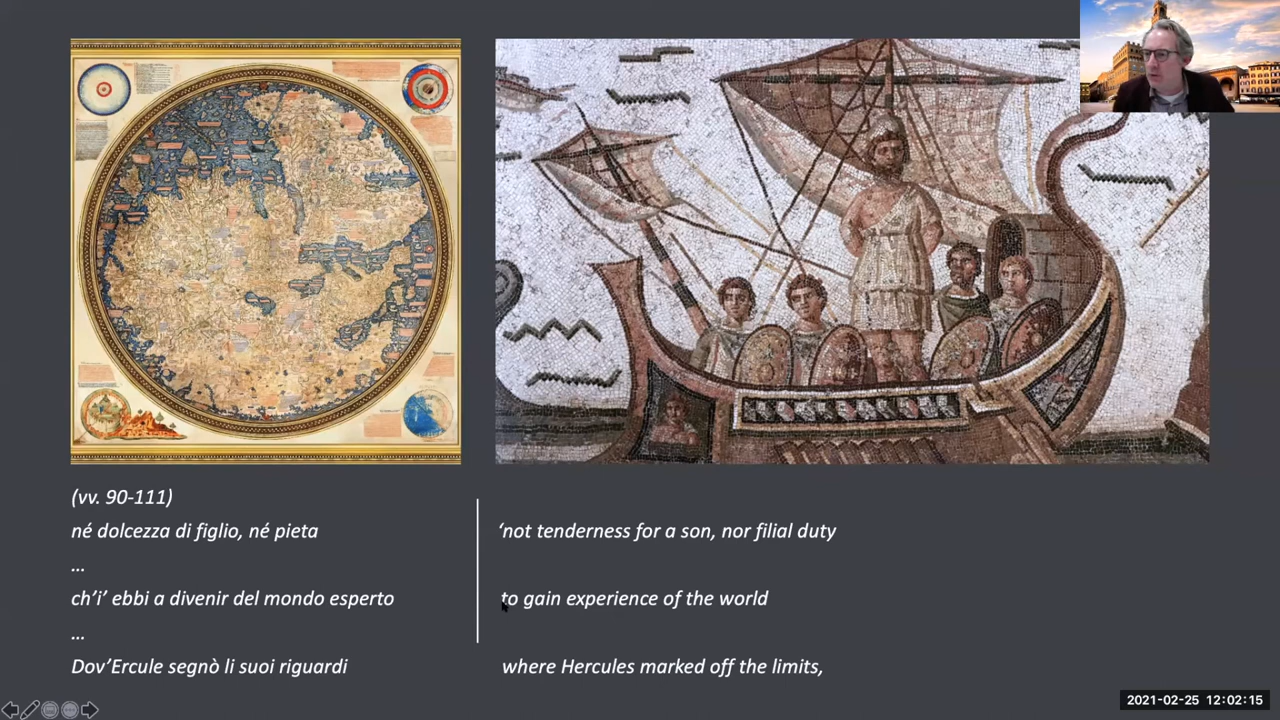 (vv. 90-111)
né dolcezza di figlio, né pieta
...
ch’i’ ebbi a divenir del mondo esperto
...
Dov’Ercule segnò li suoi riguardi
‘not tenderness for a son, nor filial duty
to gain experience of the world
where Hercules marked off the limits,
2021-02-25 12:02:15